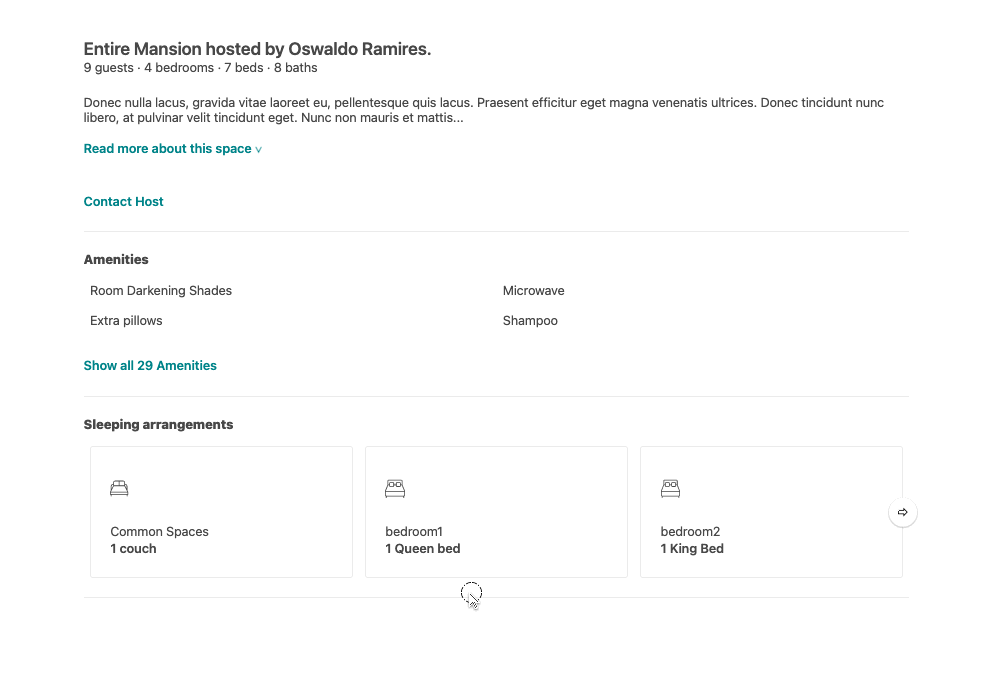 Entire Mansion hosted by Oswaldo Ramires.
9 guests · 4 bedrooms · 7 beds · 8 baths
Donec nulla lacus, gravida vitae laoreet eu, pellentesque quis lacus. Praesent efficitur eget magna venenatis ultrices. Donec tincidunt nunc
libero, at pulvinar velit tincidunt eget. Nunc non mauris et mattis...
Read more about this space v
Contact Host
Amenities
Room Darkening Shades
Microwave
Extra pillows
Shampoo
Show all 29 Amenities
Sleeping arrangements
Common Spaces
1 couch
bedroom1
1 Queen bed
bedroom2
1 King Bed